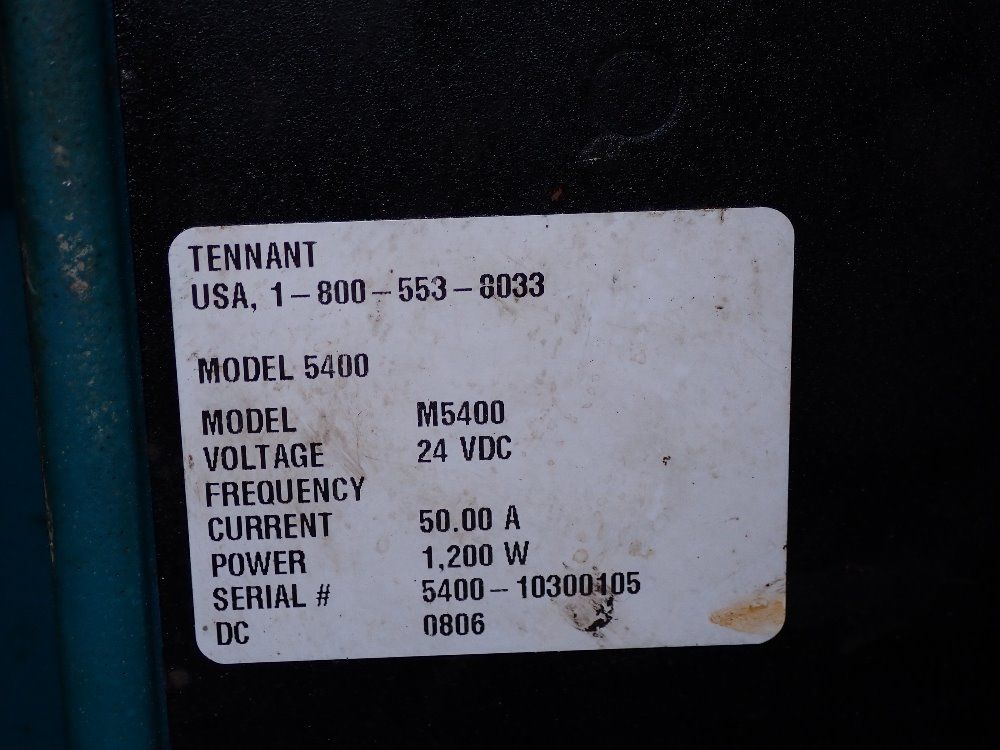 TENNANT
USA, 1-800-553-8033
MODEL 5400
MODEL M5400
VOLTAGE 24 VDC
FREQUENCY
CURRENT 50.00 A
POWER 1,200 W
SERIAL # 5400-10300105
DC 0806